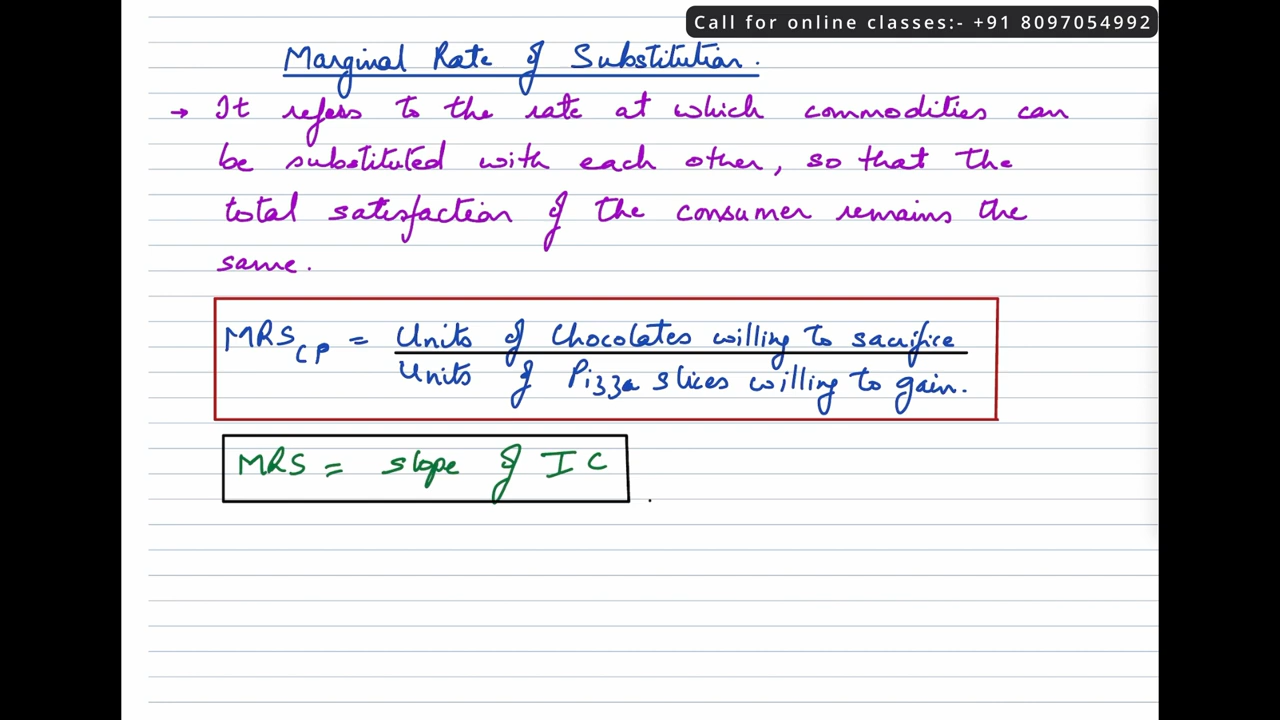 Call for online classes:- +91 8097054992
Marginal Rate of Substitution.
→ It refers to the rate at which commodities can
be substituted with each other, so that the
total satisfaction of the consumer remains the
same.
MRS_CP = Units of Chocolates willing to sacrifice
Units of Pizza slices willing to gain.
MRS = slope of IC